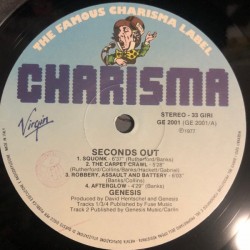 THE FAMOUS CHARISMA LABEL
CHARISMA
Virgin
STEREO - 33 GIRI
GE 2001 (GE 2001/A)
℗ 1977
SECONDS OUT
1. SQUONK - 6'37" (Rutherford/Banks)
2. THE CARPET CRAWL - 5'38"
(Rutherford/Collins/Banks/Hackett/Gabriel)
3. ROBBERY, ASSAULT AND BATTERY - 6'00"
(Banks/Collins)
4. AFTERGLOW - 4'29" (Banks)
GENESIS
Produced by David Hentschel and Genesis
Tracks 1/3/4 Published by Fuse Music
Track 2 Published by Genesis Music/Carlin